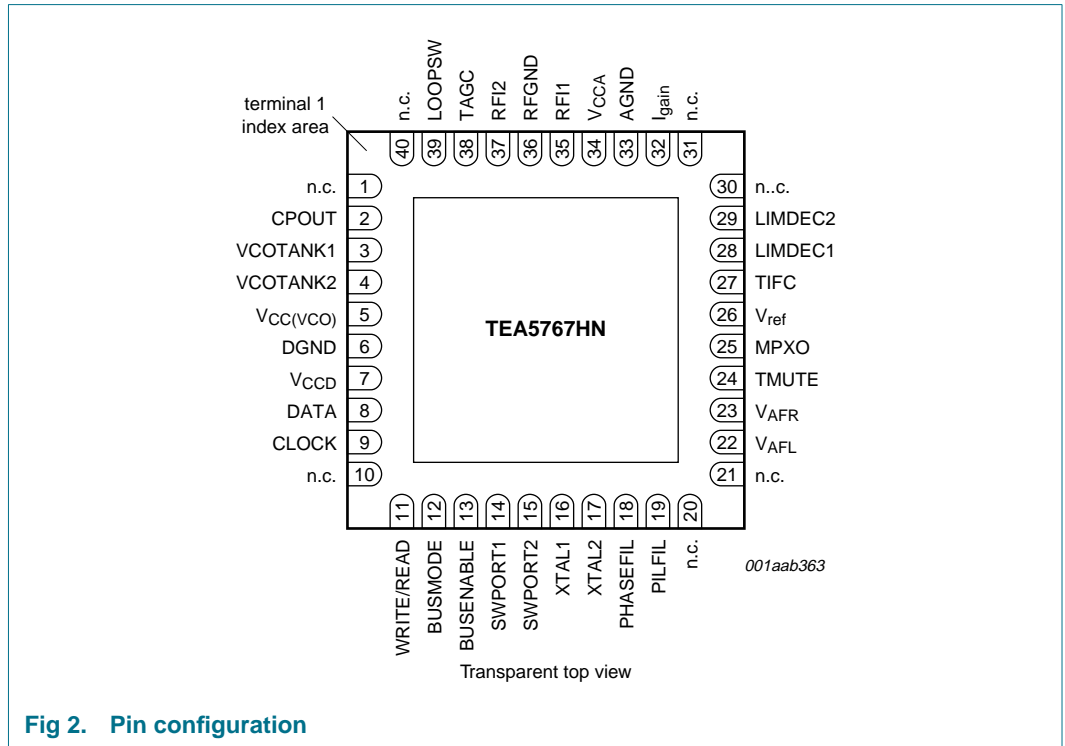 n.c.
LOOPSW
TAGC
RFI2
RFGND
RFI1
VCCA
AGND
Igain
n.c.
terminal 1
index area
40
39
38
37
36
35
34
33
32
31
n.c. 1
CPOUT 2
VCOTANK1 3
VCOTANK2 4
VCC(VCO) 5
DGND 6
VCCD 7
DATA 8
CLOCK 9
n.c. 10
TEA5767HN
30 n..c.
29 LIMDEC2
28 LIMDEC1
27 TIFC
26 Vref
25 MPXO
24 TMUTE
23 VAFR
22 VAFL
21 n.c.
11
12
13
14
15
16
17
18
19
20
WRITE/READ
BUSMODE
BUSENABLE
SWPORT1
SWPORT2
XTAL1
XTAL2
PHASEFIL
PILFIL
n.c.
001aab363
Transparent top view
Fig 2. Pin configuration